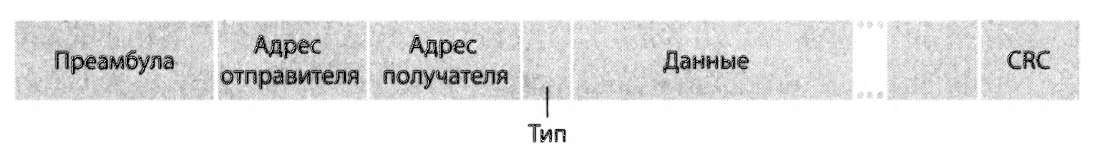 Преамбула
Адрес
отправителя
Адрес
получателя
Данные
CRC
Тип